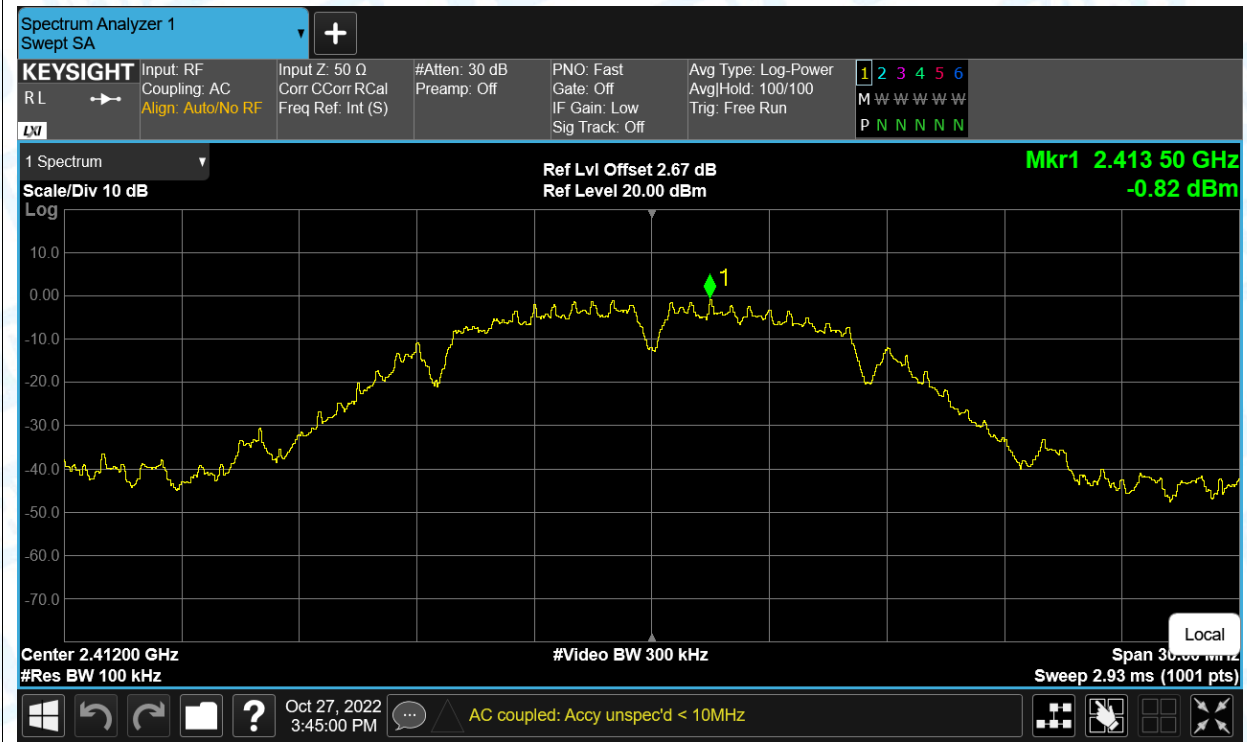 Spectrum Analyzer 1
Swept SA
KEYSIGHT
R L
LXI
Input: RF
Coupling: AC
Align: Auto/No RF
Input Z: 50 Ω
Corr CCorr RCal
Freq Ref: Int (S)
#Atten: 30 dB
Preamp: Off
PNO: Fast
Gate: Off
IF Gain: Low
Sig Track: Off
Avg Type: Log-Power
Avg|Hold: 100/100
Trig: Free Run
1 2 3 4 5 6
M W W W W W
P N N N N N
1 Spectrum
Scale/Div 10 dB
Log
Ref Lvl Offset 2.67 dB
Ref Level 20.00 dBm
Mkr1 2.413 50 GHz
-0.82 dBm
1
10.0
0.00
-10.0
-20.0
-30.0
-40.0
-50.0
-60.0
-70.0
Local
Center 2.41200 GHz
#Video BW 300 kHz
Span 30.00 MHz
#Res BW 100 kHz
Sweep 2.93 ms (1001 pts)
?
Oct 27, 2022
3:45:00 PM
AC coupled: Accy unspec'd < 10MHz